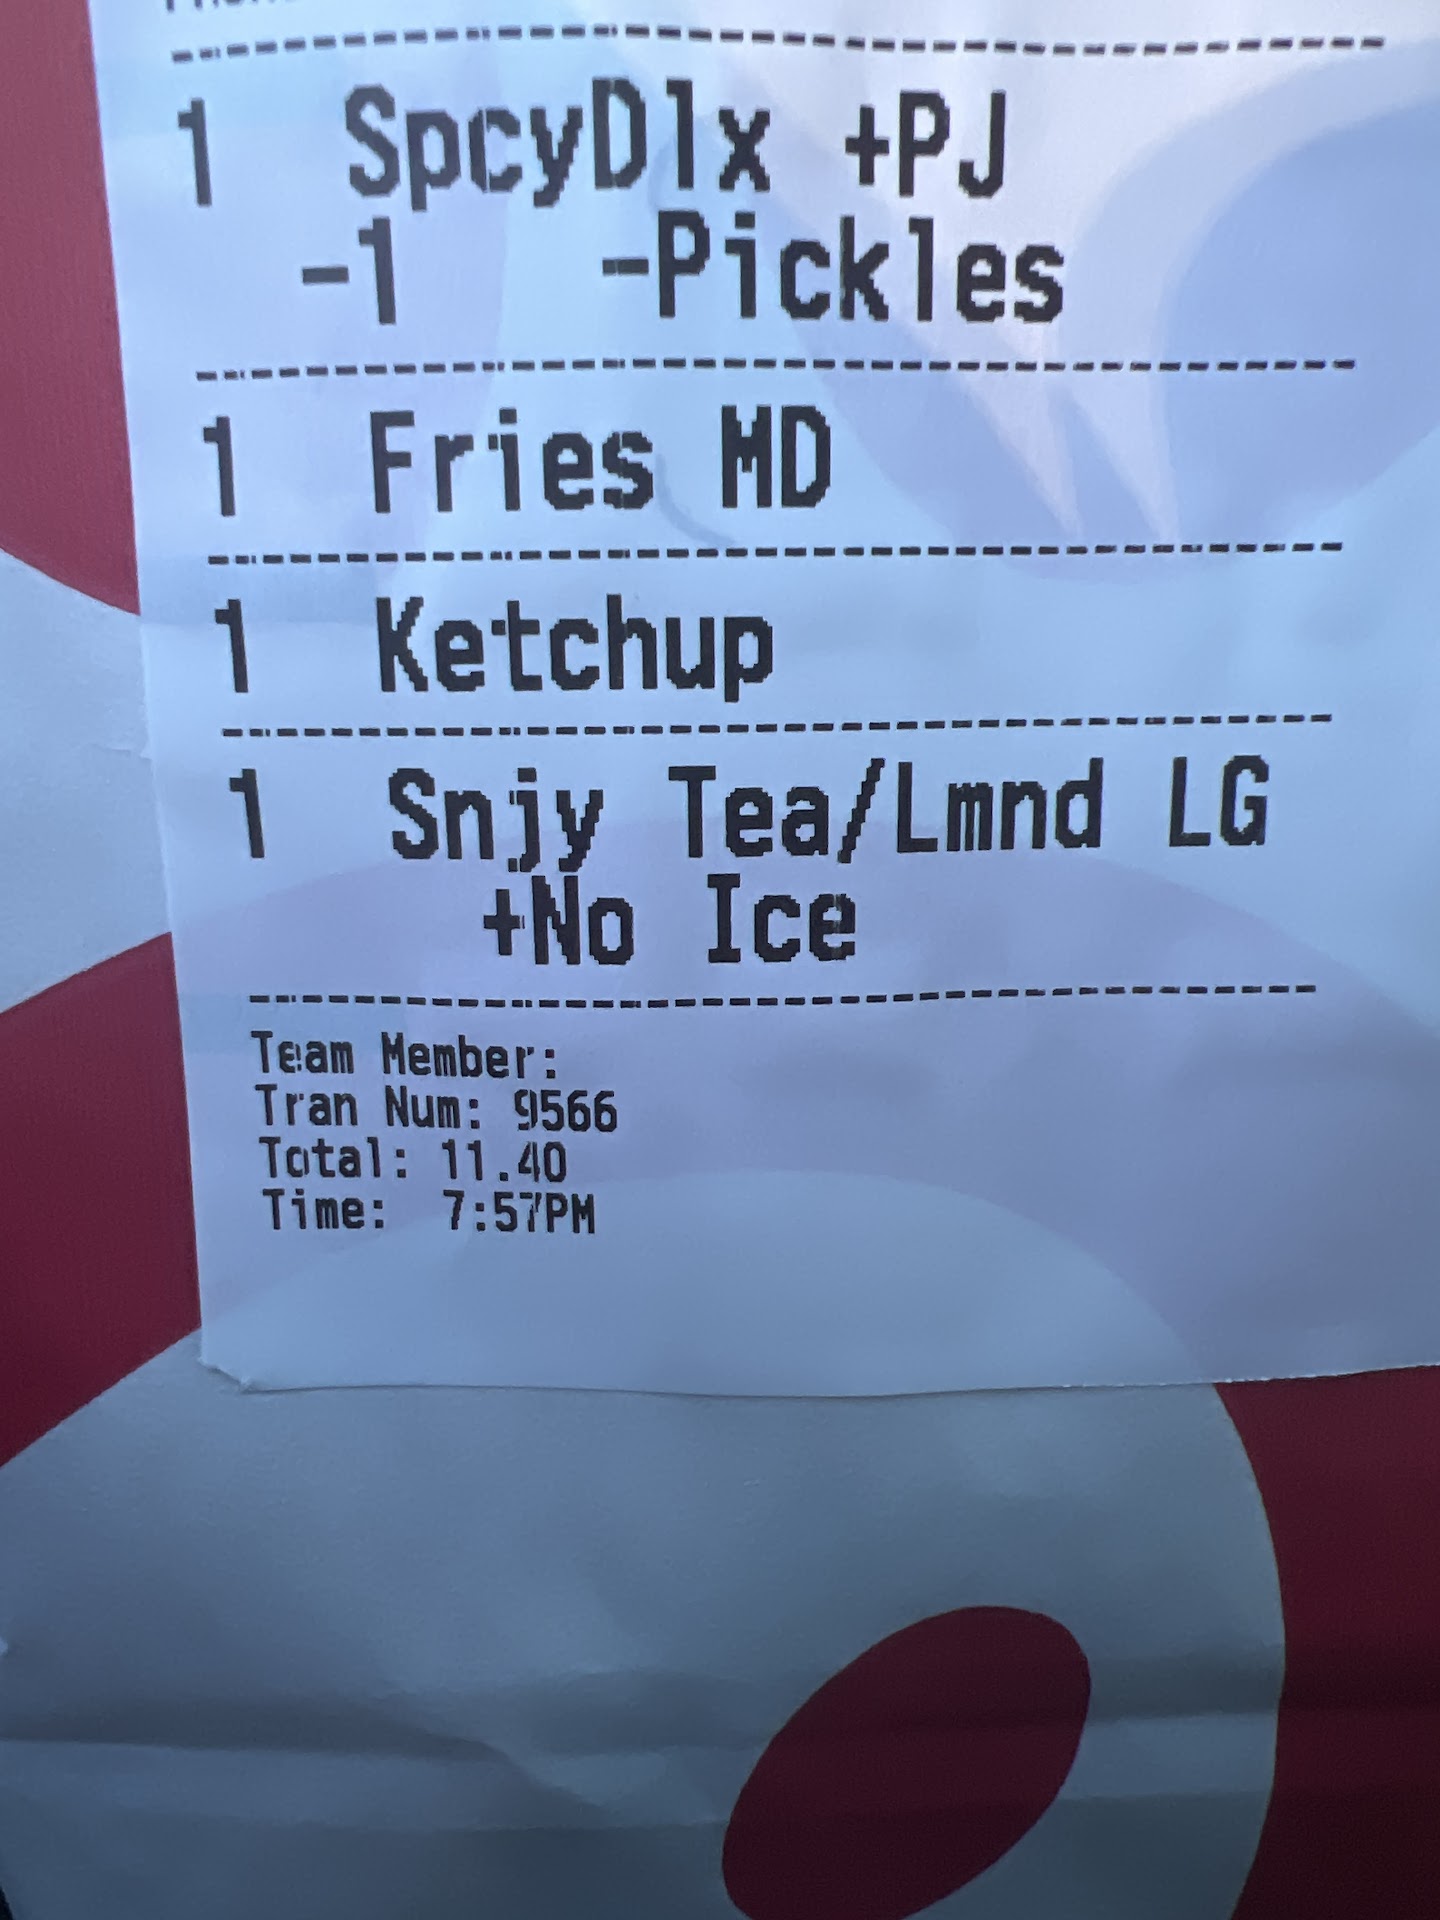 1 SpcyDlx +PJ
-1 -Pickles
1 Fries MD
1 Ketchup
1 Snjy Tea/Lmnd LG
+No Ice
Team Member:
Tran Num: 9566
Total: 11.40
Time: 7:57PM